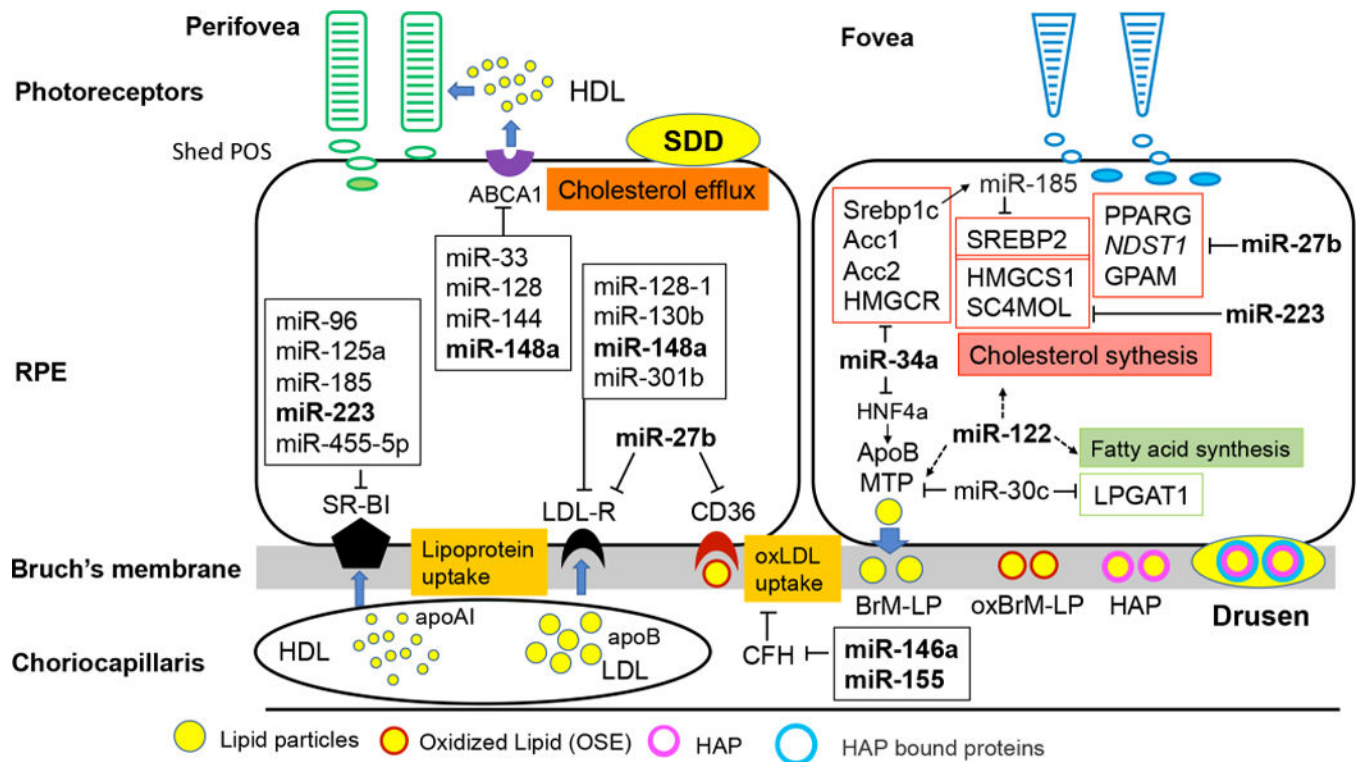 Perifovea
Fovea
Photoreceptors
HDL
Shed POS
SDD
ABCA1
Cholesterol efflux
miR-33
miR-128
miR-144
miR-148a
miR-128-1
miR-130b
miR-148a
miR-301b
miR-96
miR-125a
miR-185
miR-223
miR-455-5p
RPE
miR-27b
SR-BI
LDL-R
CD36
Srebp1c
Acc1
Acc2
HMGCR
miR-185
SREBP2
HMGCS1
SC4MOL
PPARG
NDST1
GPAM
miR-27b
miR-223
miR-34a
Cholesterol sythesis
HNF4a
miR-122
ApoB
MTP
Fatty acid synthesis
miR-30c
LPGAT1
Bruch's membrane
Lipoprotein
uptake
oxLDL
uptake
BrM-LP
oxBrM-LP
HAP
Drusen
Choriocapillaris
HDL
apoAI
apoB
LDL
CFH
miR-146a
miR-155
Lipid particles
Oxidized Lipid (OSE)
HAP
HAP bound proteins